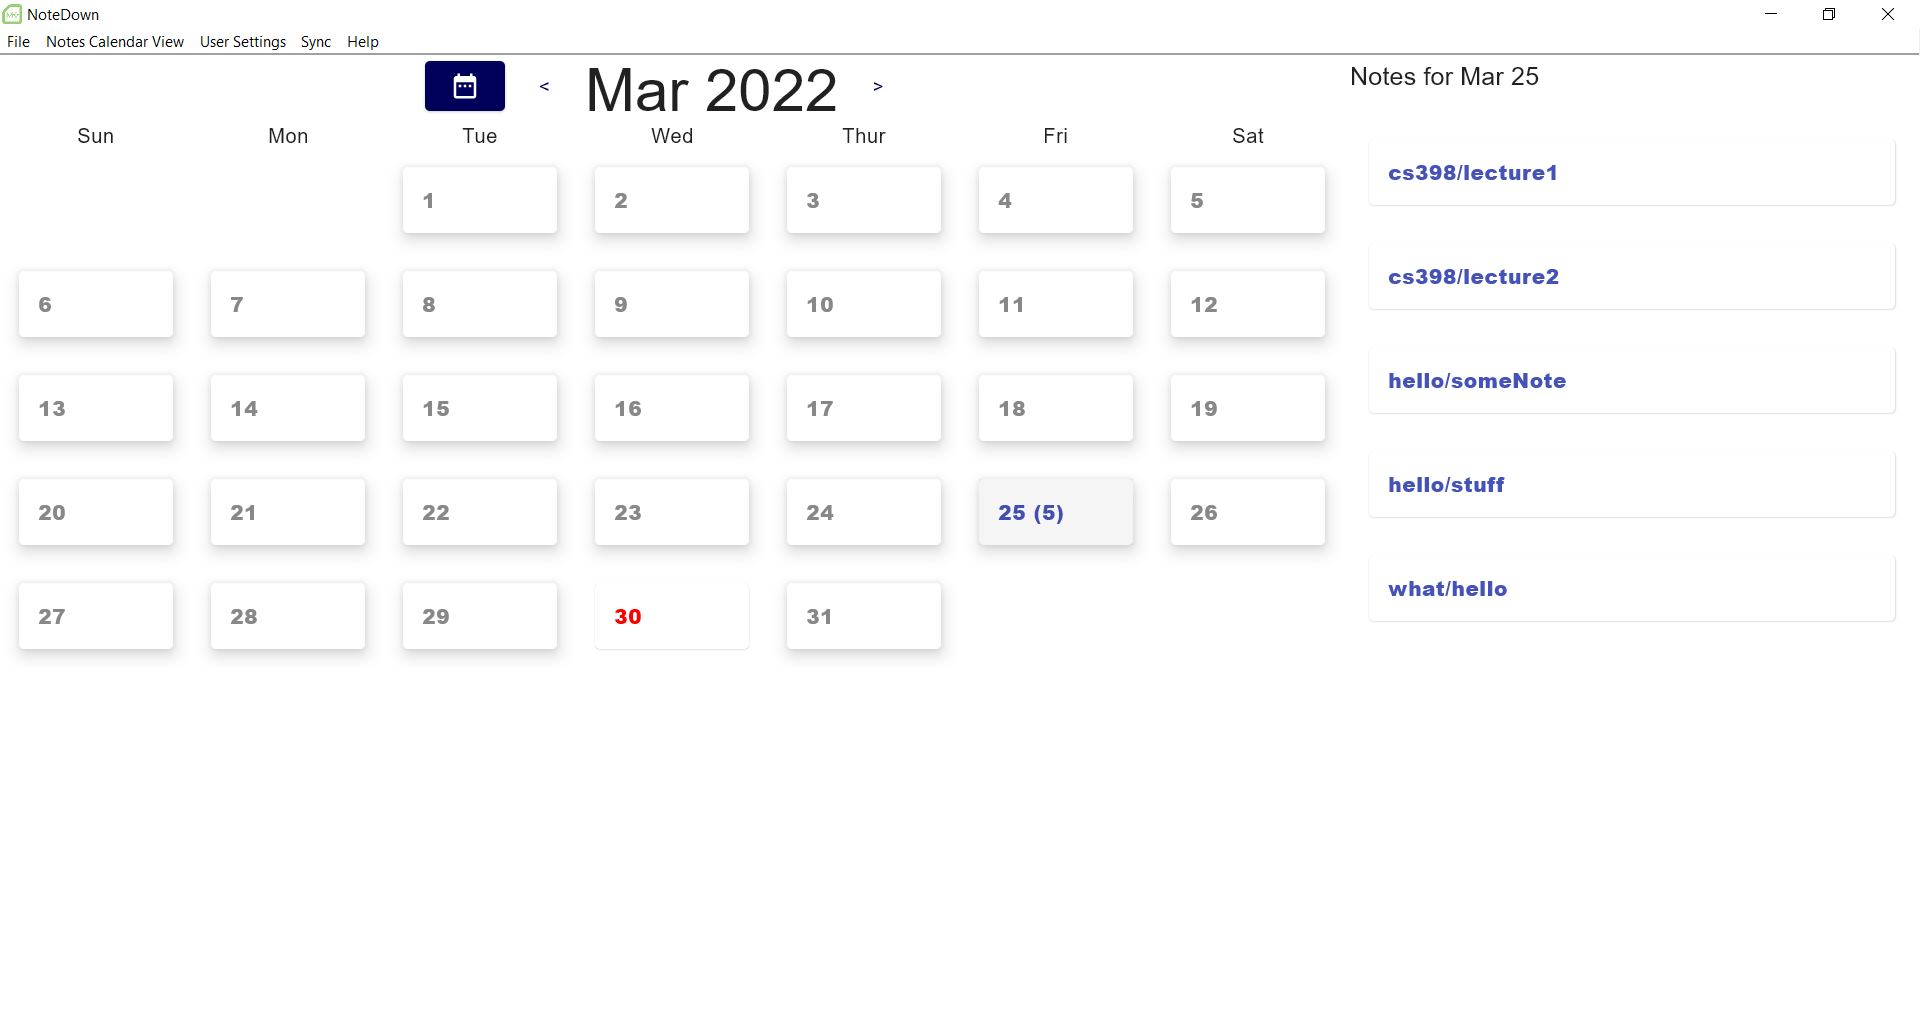 NoteDown
File Notes Calendar View User Settings Sync Help
< Mar 2022 >
Sun Mon Tue Wed Thur Fri Sat
1 2 3 4 5
6 7 8 9 10 11 12
13 14 15 16 17 18 19
20 21 22 23 24 25 (5) 26
27 28 29 30 31
Notes for Mar 25
cs398/lecture1
cs398/lecture2
hello/someNote
hello/stuff
what/hello